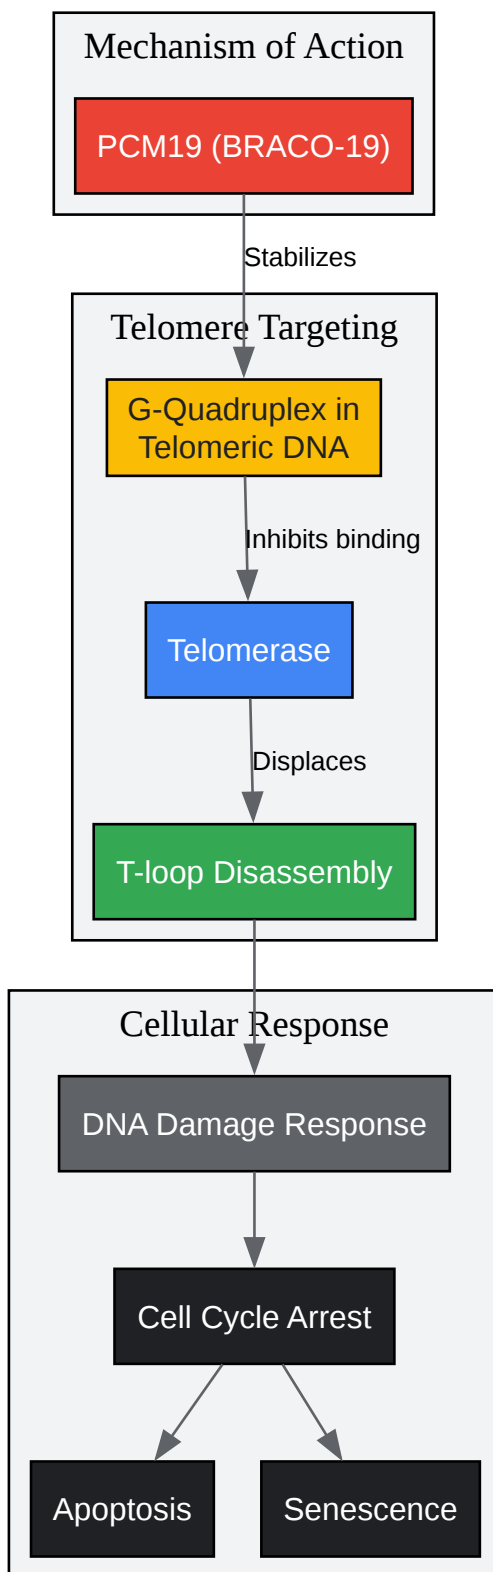 Mechanism of Action
PCM19 (BRACO-19)
Stabilizes
Telomere Targeting
G-Quadruplex in
Telomeric DNA
Inhibits binding
Telomerase
Displaces
T-loop Disassembly
Cellular Response
DNA Damage Response
Cell Cycle Arrest
Apoptosis
Senescence